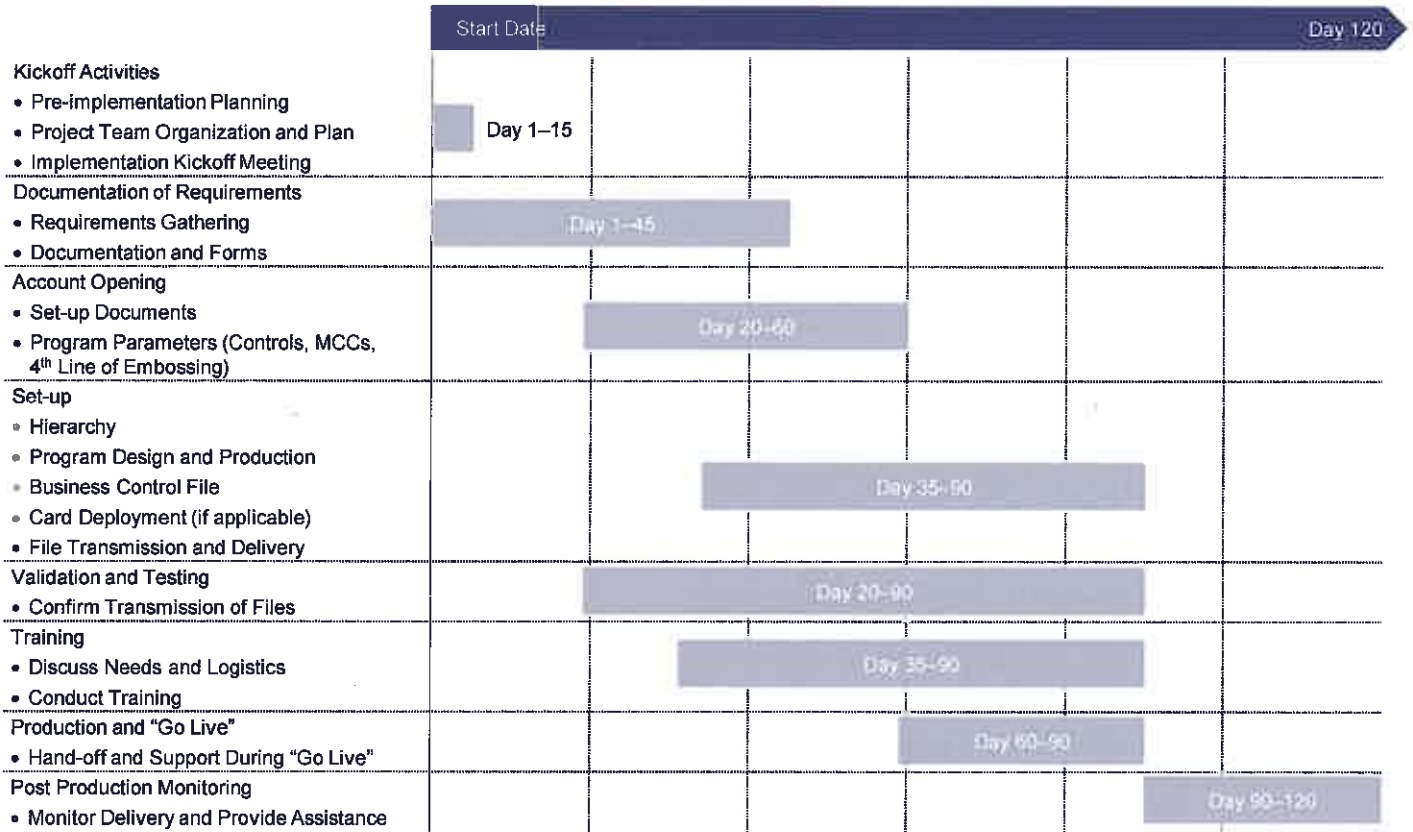 Start Date Day 120
Kickoff Activities
• Pre-implementation Planning
• Project Team Organization and Plan
• Implementation Kickoff Meeting
Day 1–15
Documentation of Requirements
• Requirements Gathering
• Documentation and Forms
Day 1–45
Account Opening
• Set-up Documents
• Program Parameters (Controls, MCCs,
4th Line of Embossing)
Day 20–60
Set-up
• Hierarchy
• Program Design and Production
• Business Control File
• Card Deployment (if applicable)
• File Transmission and Delivery
Day 35–90
Validation and Testing
• Confirm Transmission of Files
Day 20–90
Training
• Discuss Needs and Logistics
• Conduct Training
Day 35–90
Production and “Go Live”
• Hand-off and Support During “Go Live”
Day 60–90
Post Production Monitoring
• Monitor Delivery and Provide Assistance
Day 90–120